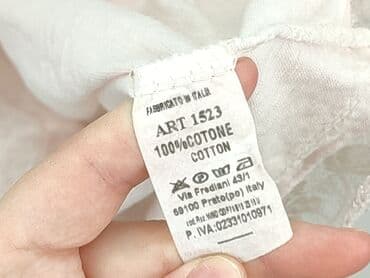 FABBRICATO IN ITALIA
ART 1523
100%COTONE
COTTON
Via Frediani 43/1
59100 Prato(po) Italy
P. IVA:02331010971